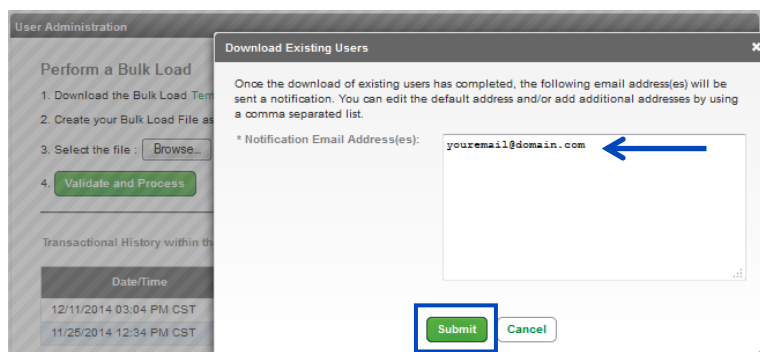 User Administration
Download Existing Users
x
Perform a Bulk Load
Once the download of existing users has completed, the following email address(es) will be
1. Download the Bulk Load Tem
sent a notification. You can edit the default address and/or add additional addresses by using
2. Create your Bulk Load File as
a comma separated list.
3. Select the file : Browse...
* Notification Email Address(es):
youremail@domain.com
4. Validate and Process
Transactional History within th
Date/Time
12/11/2014 03:04 PM CST
11/25/2014 12:34 PM CST
Submit
Cancel